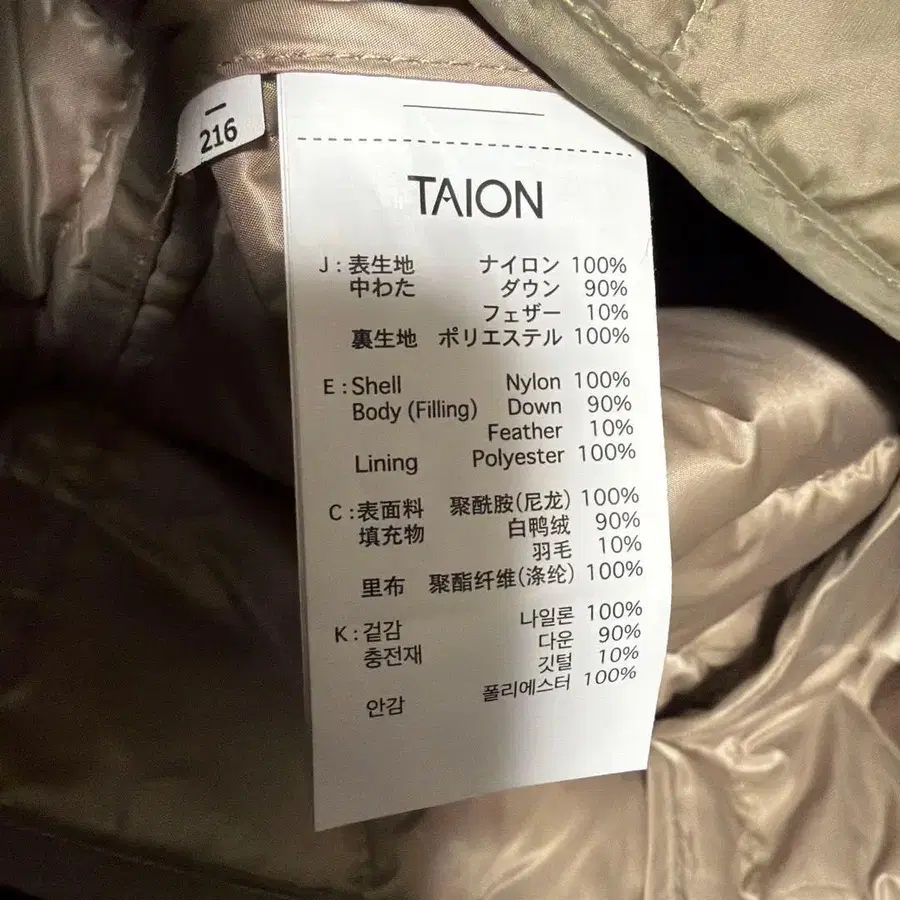 216
TAION
J : 表生地 ナイロン 100%
中わた ダウン 90%
フェザー 10%
裏生地 ポリエステル 100%
E : Shell Nylon 100%
Body (Filling) Down 90%
Feather 10%
Lining Polyester 100%
C : 表面料 聚酰胺(尼龙) 100%
填充物 白鸭绒 90%
羽毛 10%
里布 聚酯纤维(涤纶) 100%
K : 겉감 나일론 100%
충전재 다운 90%
깃털 10%
안감 폴리에스터 100%